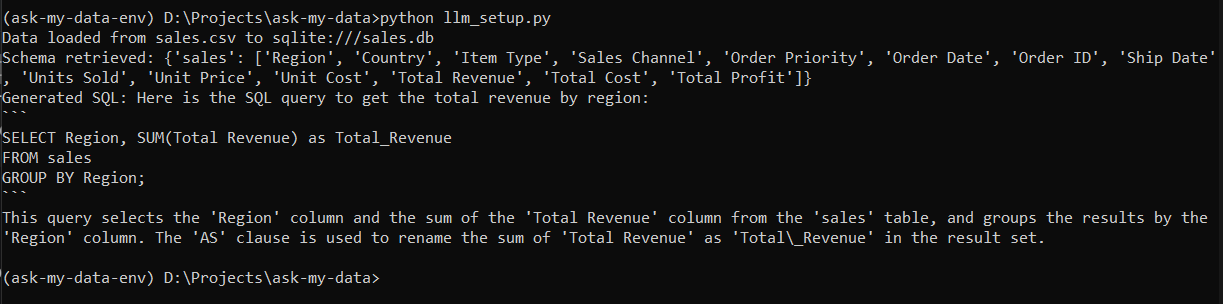 (ask-my-data-env) D:\Projects\ask-my-data>python llm_setup.py
Data loaded from sales.csv to sqlite:///sales.db
Schema retrieved: {'sales': ['Region', 'Country', 'Item Type', 'Sales Channel', 'Order Priority', 'Order Date', 'Order ID', 'Ship Date'
, 'Units Sold', 'Unit Price', 'Unit Cost', 'Total Revenue', 'Total Cost', 'Total Profit']}
Generated SQL: Here is the SQL query to get the total revenue by region:
```
SELECT Region, SUM(Total Revenue) as Total_Revenue
FROM sales
GROUP BY Region;
```
This query selects the 'Region' column and the sum of the 'Total Revenue' column from the 'sales' table, and groups the results by the
'Region' column. The 'AS' clause is used to rename the sum of 'Total Revenue' as 'Total\_Revenue' in the result set.
(ask-my-data-env) D:\Projects\ask-my-data>